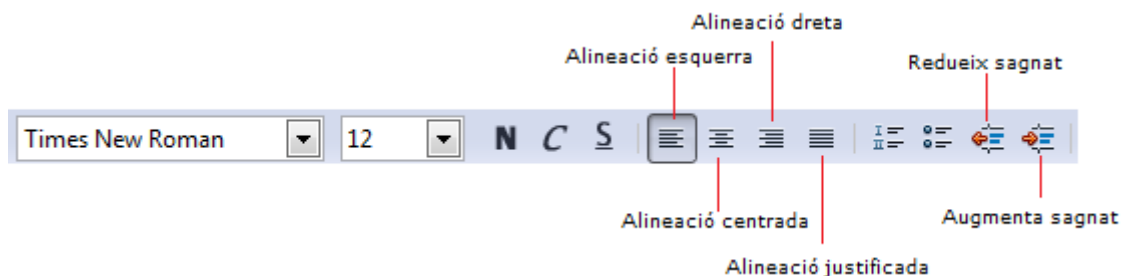 Alineació dreta
Alineació esquerra
Redueix sagnat
Times New Roman 12 N C S
Alineació centrada
Augmenta sagnat
Alineació justificada